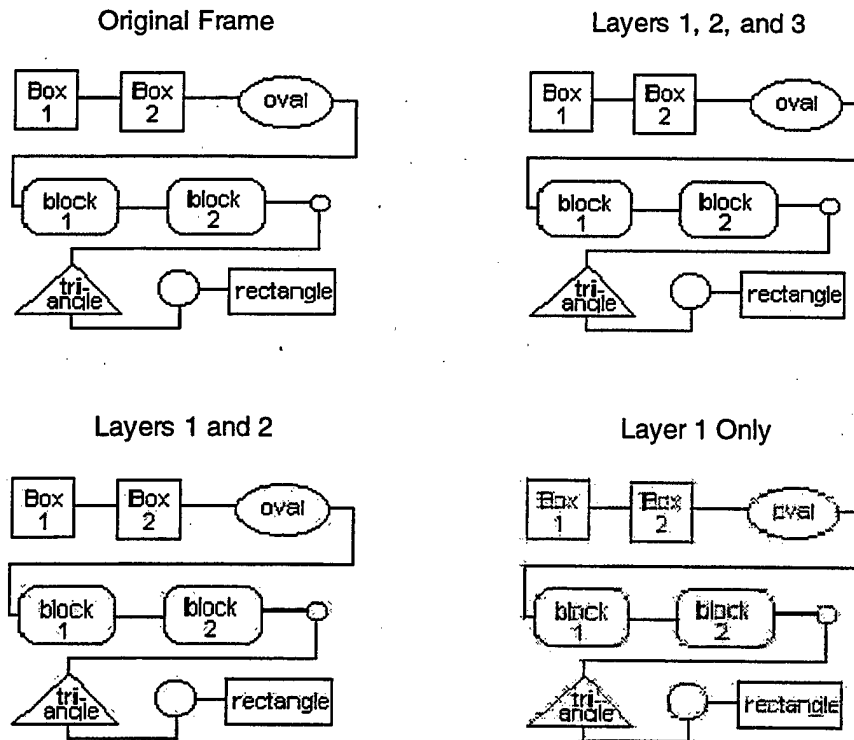 Original Frame
Box
1
Box
2
oval
block
1
block
2
tri-
angle
rectangle
Layers 1, 2, and 3
Box
1
Box
2
oval
block
1
block
2
tri-
angle
rectangle
Layers 1 and 2
Box
1
Box
2
oval
block
1
block
2
tri-
angle
rectangle
Layer 1 Only
Box
1
Box
2
oval
block
1
block
2
tri-
angle
rectangle